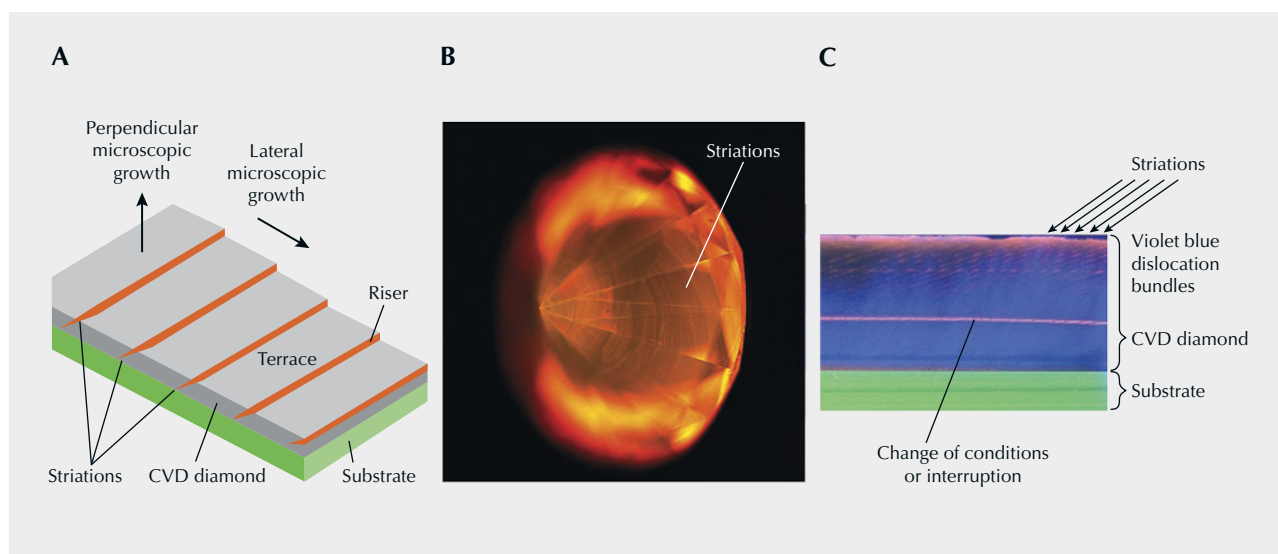 A
Perpendicular
microscopic
growth
Lateral
microscopic
growth
Riser
Terrace
Striations
CVD diamond
Substrate
B
Striations
C
Striations
Violet blue
dislocation
bundles
CVD diamond
Substrate
Change of conditions
or interruption